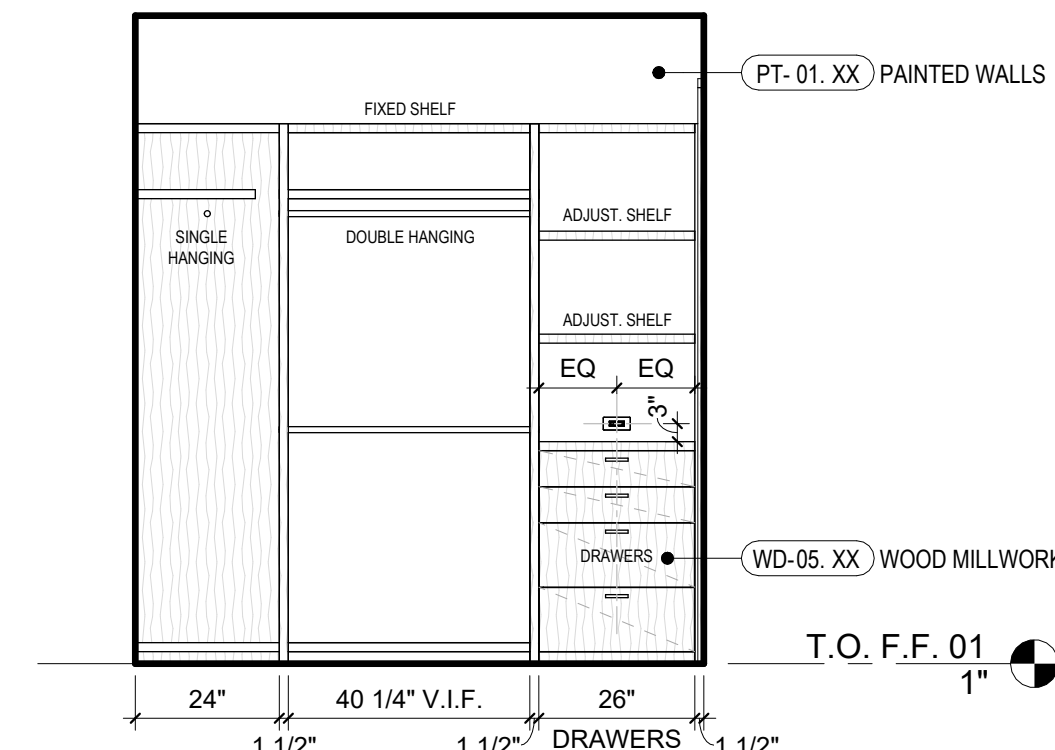 PT- 01. XX PAINTED WALLS
FIXED SHELF
ADJUST. SHELF
SINGLE
HANGING
DOUBLE HANGING
ADJUST. SHELF
EQ EQ
3"
DRAWERS
WD-05. XX WOOD MILLWORK
T.O. F.F. 01
1"
24" 40 1/4" V.I.F. 26"
1 1/2" 1 1/2" DRAWERS 1 1/2"